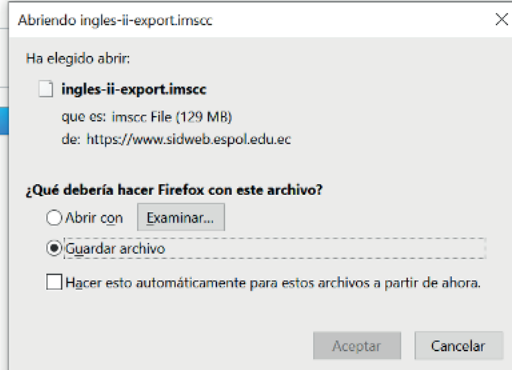 Abriendo ingles-ii-export.imscc
Ha elegido abrir:
ingles-ii-export.imscc
que es: imscc File (129 MB)
de: https://www.sidweb.espol.edu.ec
¿Qué debería hacer Firefox con este archivo?
Abrir con Examinar...
Guardar archivo
Hacer esto automáticamente para estos archivos a partir de ahora.
Aceptar Cancelar